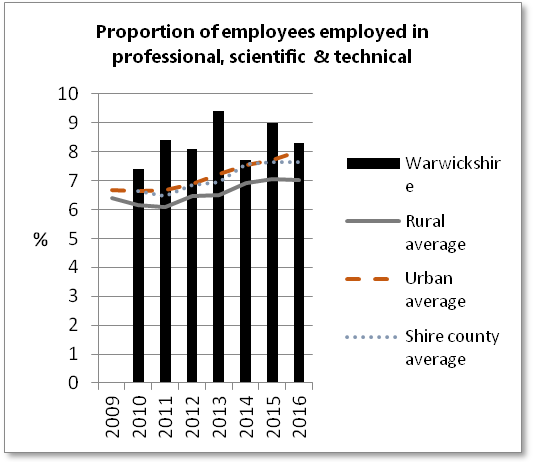 Proportion of employees employed in
professional, scientific & technical
10
9
8
7
6
5
4
3
2
1
0
%
2009
2010
2011
2012
2013
2014
2015
2016
Warwickshir
e
Rural
average
Urban
average
Shire county
average